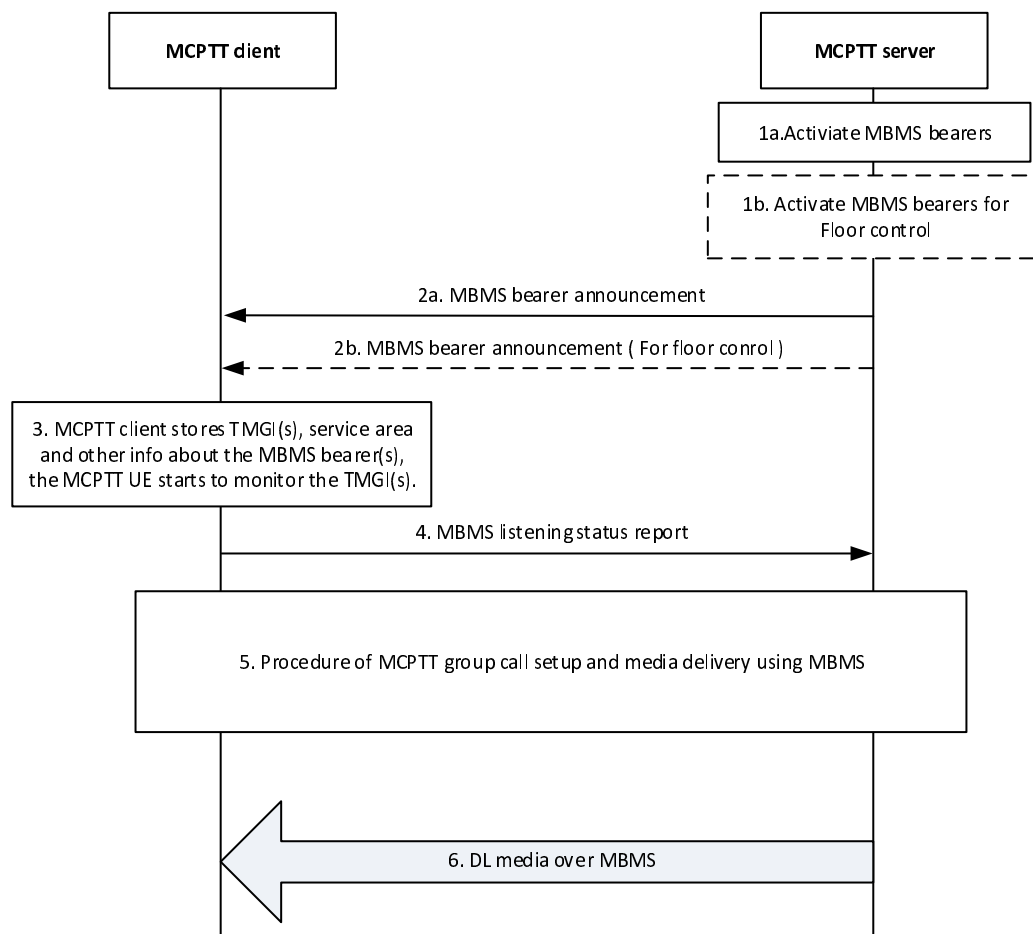 MCPTT client
MCPTT server
1a.Activiate MBMS bearers
1b. Activate MBMS bearers for
Floor control
2a. MBMS bearer announcement
2b. MBMS bearer announcement ( For floor conrol )
3. MCPTT client stores TMGI(s), service area
and other info about the MBMS bearer(s),
the MCPTT UE starts to monitor the TMGI(s).
4. MBMS listening status report
5. Procedure of MCPTT group call setup and media delivery using MBMS
6. DL media over MBMS